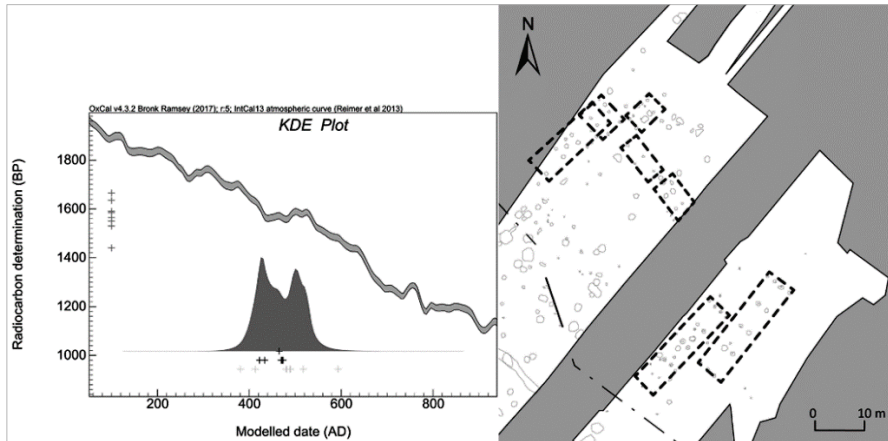 OxCal v4.3.2 Bronk Ramsey (2017); r:5; IntCal13 atmospheric curve (Reimer et al 2013)
KDE Plot
Radiocarbon determination (BP)
1800
1600
1400
1200
1000
200
400
600
800
Modelled date (AD)
N
0 10 m